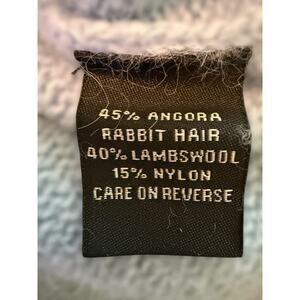 45% ANGORA
RABBIT HAIR
40% LAMBSWOOL
15% NYLON
CARE ON REVERSE